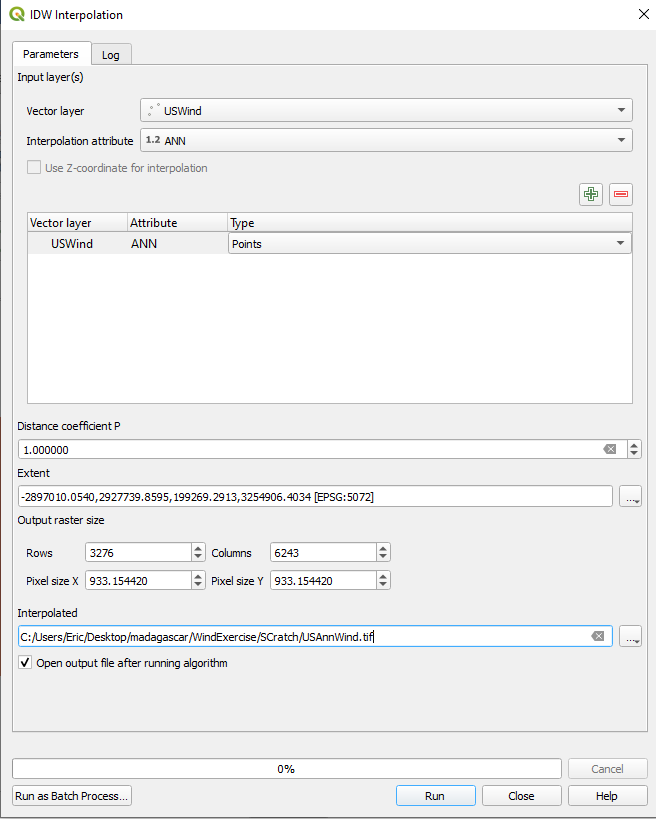 IDW Interpolation
Parameters Log
Input layer(s)
Vector layer USWind
Interpolation attribute 1.2 ANN
Use Z-coordinate for interpolation
Vector layer Attribute Type
USWind ANN Points
Distance coefficient P
1.000000
Extent
-2897010.0540,2927739.8595,199269.2913,3254906.4034 [EPSG:5072]
...
Output raster size
Rows 3276 Columns 6243
Pixel size X 933.154420 Pixel size Y 933.154420
Interpolated
C:/Users/Eric/Desktop/madagascar/WindExercise/SCratch/USAnnWind.tif
...
Open output file after running algorithm
0% Cancel
Run as Batch Process... Run Close Help